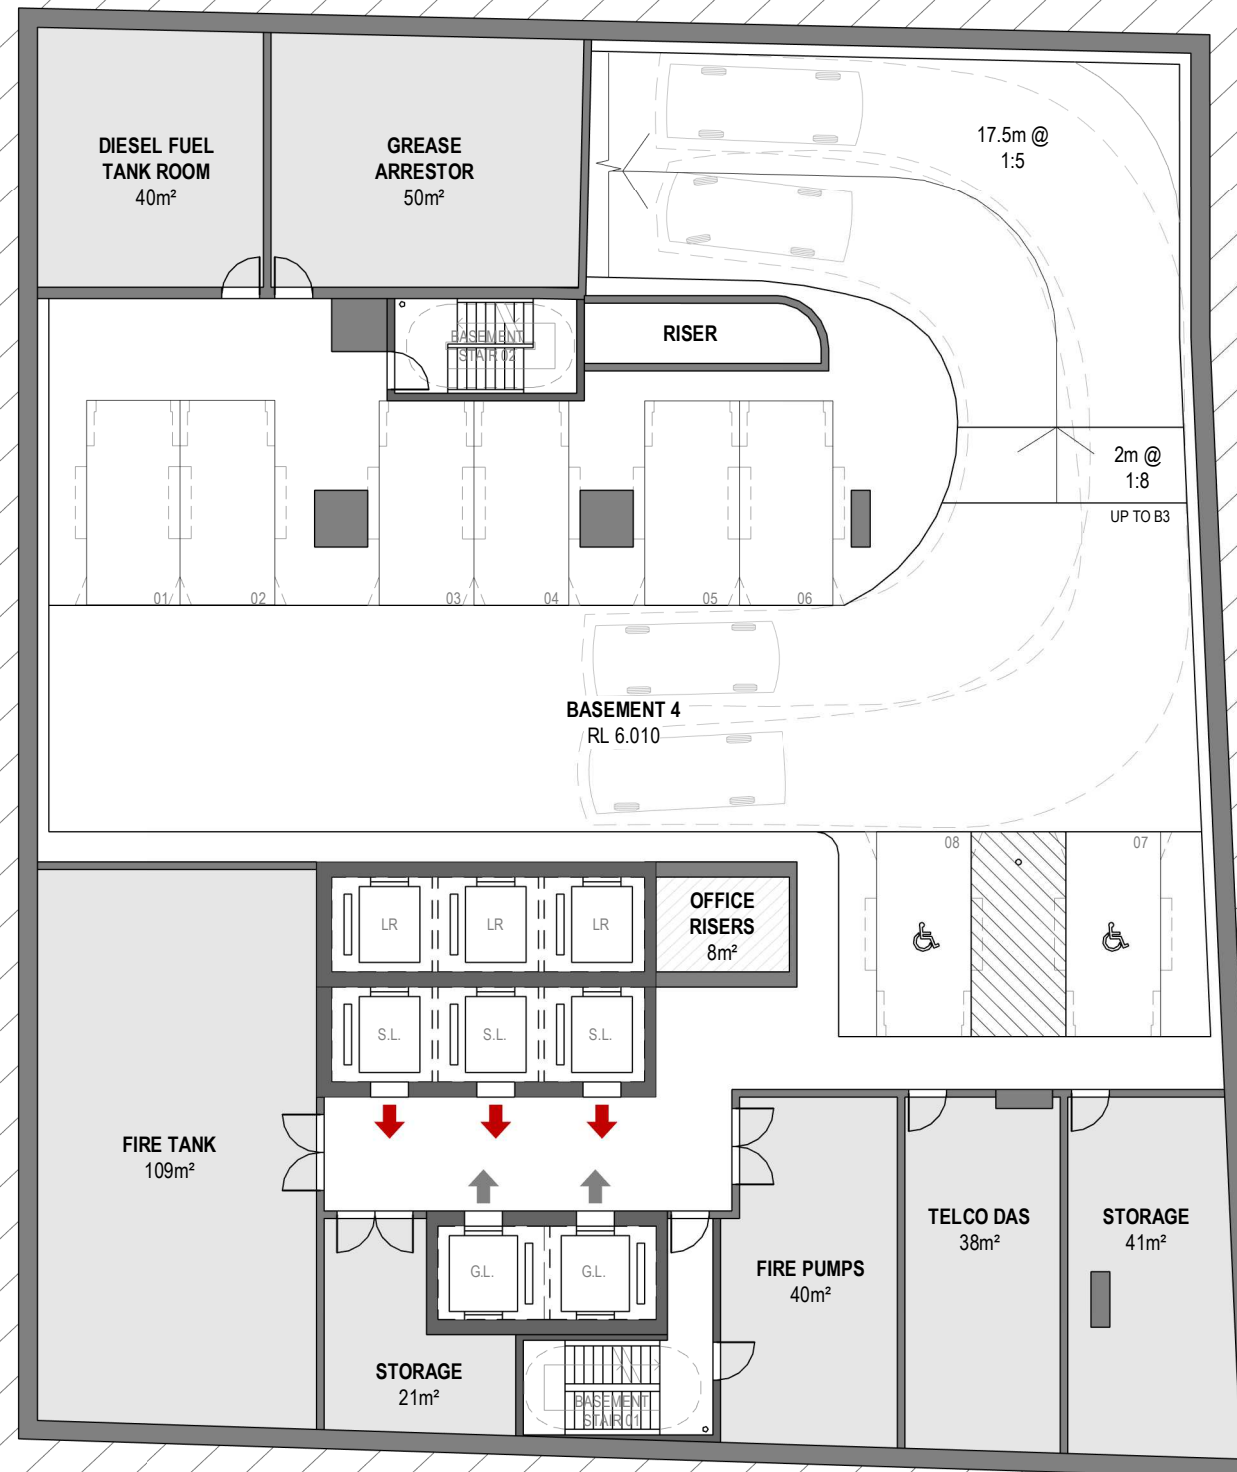 DIESEL FUEL
TANK ROOM
40m²
GREASE
ARRESTOR
50m²
17.5m @
1:5
BASEMENT
STAIR 02
RISER
2m @
1:8
UP TO B3
01
02
03
04
05
06
BASEMENT 4
RL 6.010
08
07
LR
LR
LR
OFFICE
RISERS
8m²
S.L.
S.L.
S.L.
FIRE TANK
109m²
G.L.
G.L.
FIRE PUMPS
40m²
TELCO DAS
38m²
STORAGE
41m²
STORAGE
21m²
BASEMENT
STAIR 01